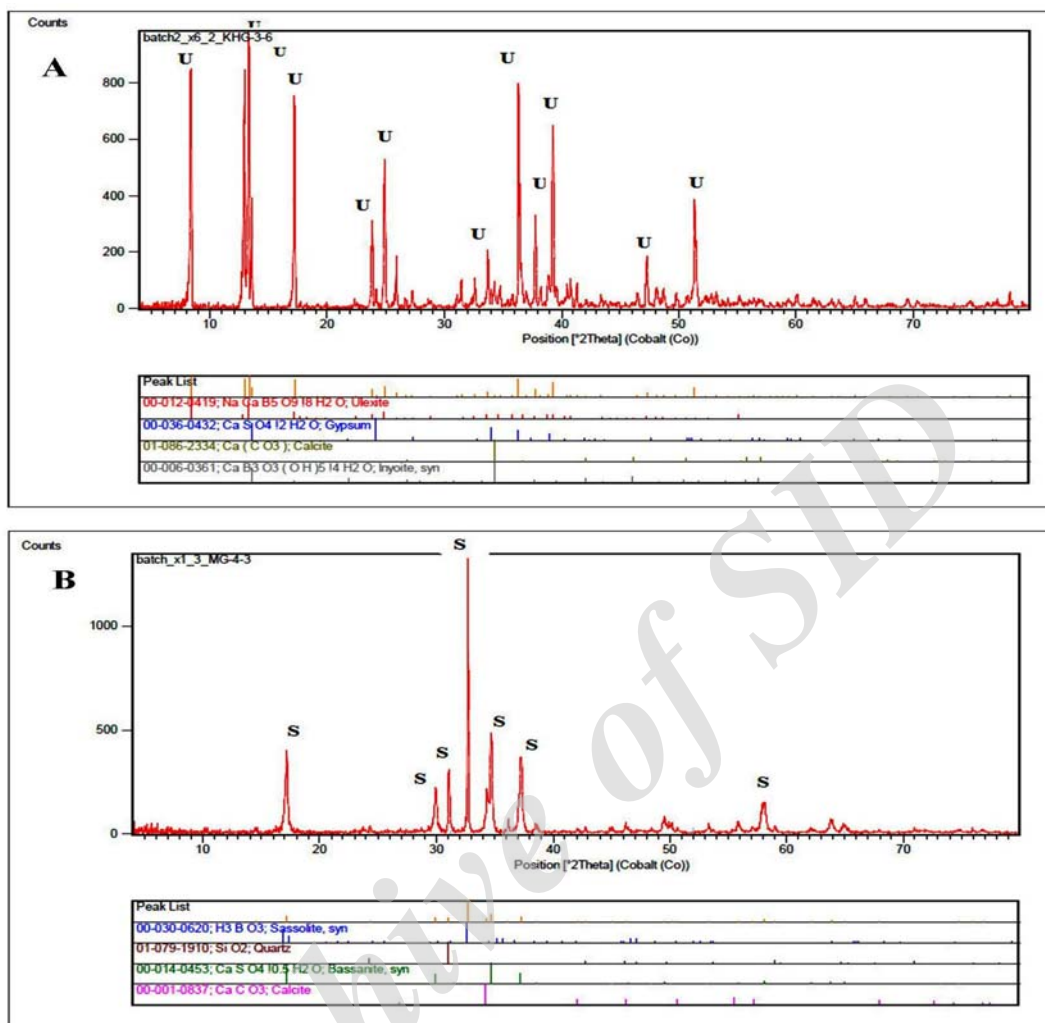 Counts
batch2_x6_2_KHG-3-6
A
U U U U U U U U U U U U U
800
600
400
200
0
10 20 30 40 50 60 70
Position [°2Theta] (Cobalt (Co)
Peak List
00-012-0419; Na Ca B5 O9 !8 H2 O; Ulexite
00-036-0432; Ca S O4 !2 H2 O; Gypsum
01-086-2334; Ca ( C O3 ); Calcite
00-006-0361; Ca B3 O3 ( O H )5 !4 H2 O; Inyoite, syn
Counts
batch_x1_3_MG-4-3
B
S S S S S S S
1000
500
0
10 20 30 40 50 60 70
Position [°2Theta] (Cobalt (Co)
Peak List
00-030-0620; H3 B O3; Sassolite, syn
01-079-1910; Si O2; Quartz
00-014-0453; Ca S O4 !0.5 H2 O; Bassanite, syn
00-001-0837; Ca C O3; Calcite
hive of SID